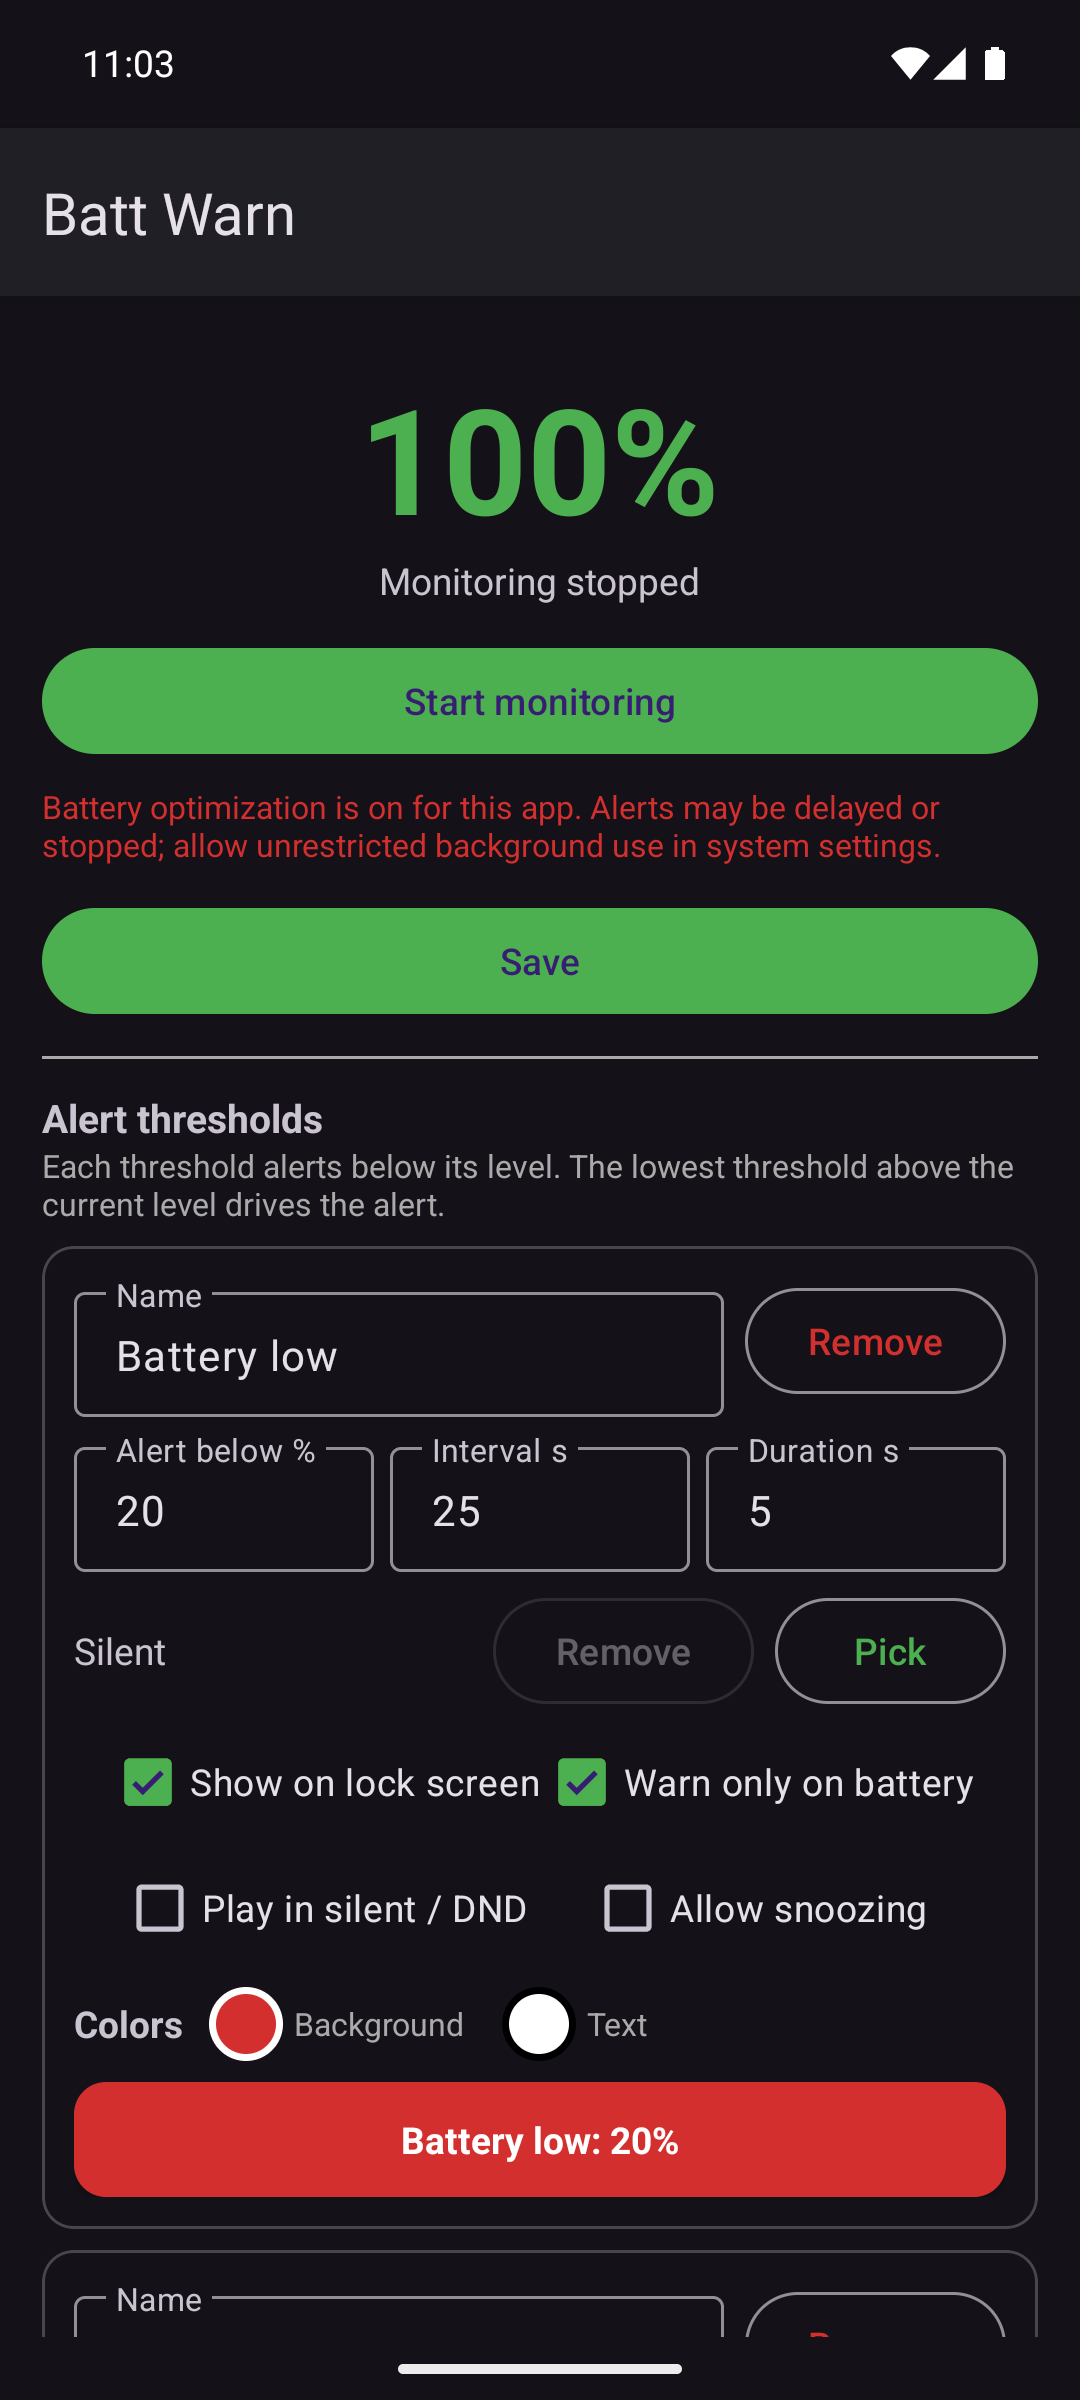 11:03
Batt Warn
100%
Monitoring stopped
Start monitoring
Battery optimization is on for this app. Alerts may be delayed or
stopped; allow unrestricted background use in system settings.
Save
Alert thresholds
Each threshold alerts below its level. The lowest threshold above the
current level drives the alert.
Name
Battery low
Remove
Alert below %
Interval s
Duration s
20
25
5
Silent
Remove
Pick
Show on lock screen
Warn only on battery
Play in silent / DND
Allow snoozing
Colors
Background
Text
Battery low: 20%
Name